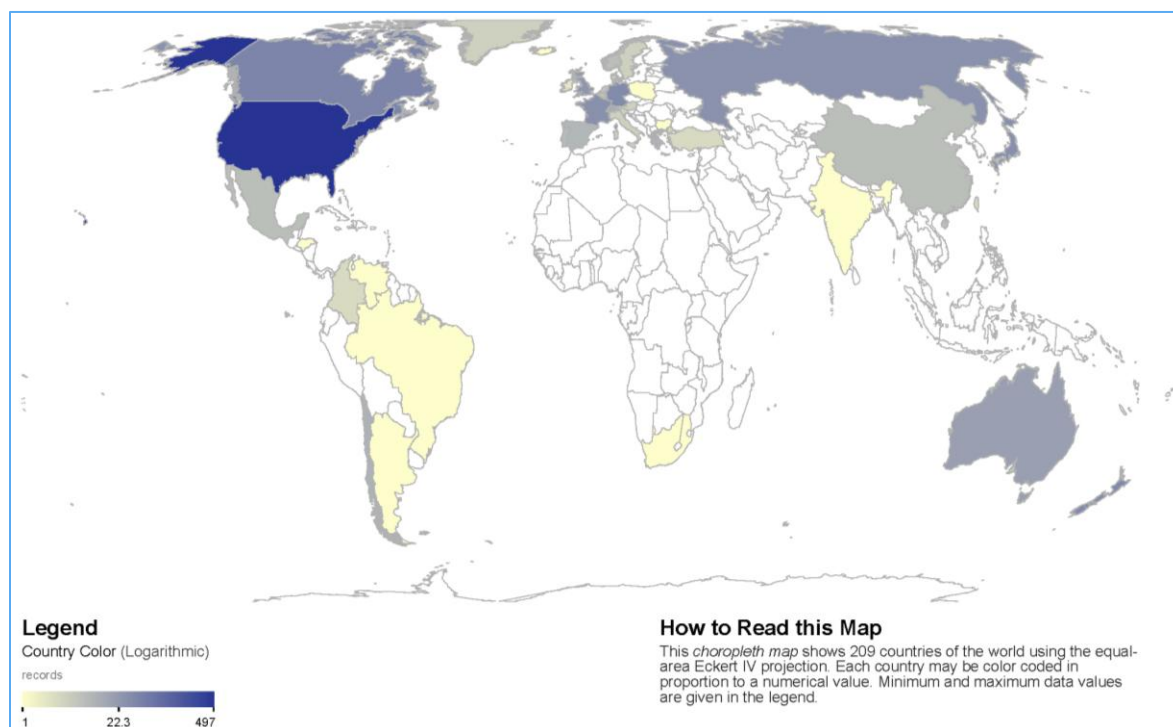 Legend
Country Color (Logarithmic)
records
1 22.3 497
How to Read this Map
This choropleth map shows 209 countries of the world using the equal-
area Eckert IV projection. Each country may be color coded in
proportion to a numerical value. Minimum and maximum data values
are given in the legend.